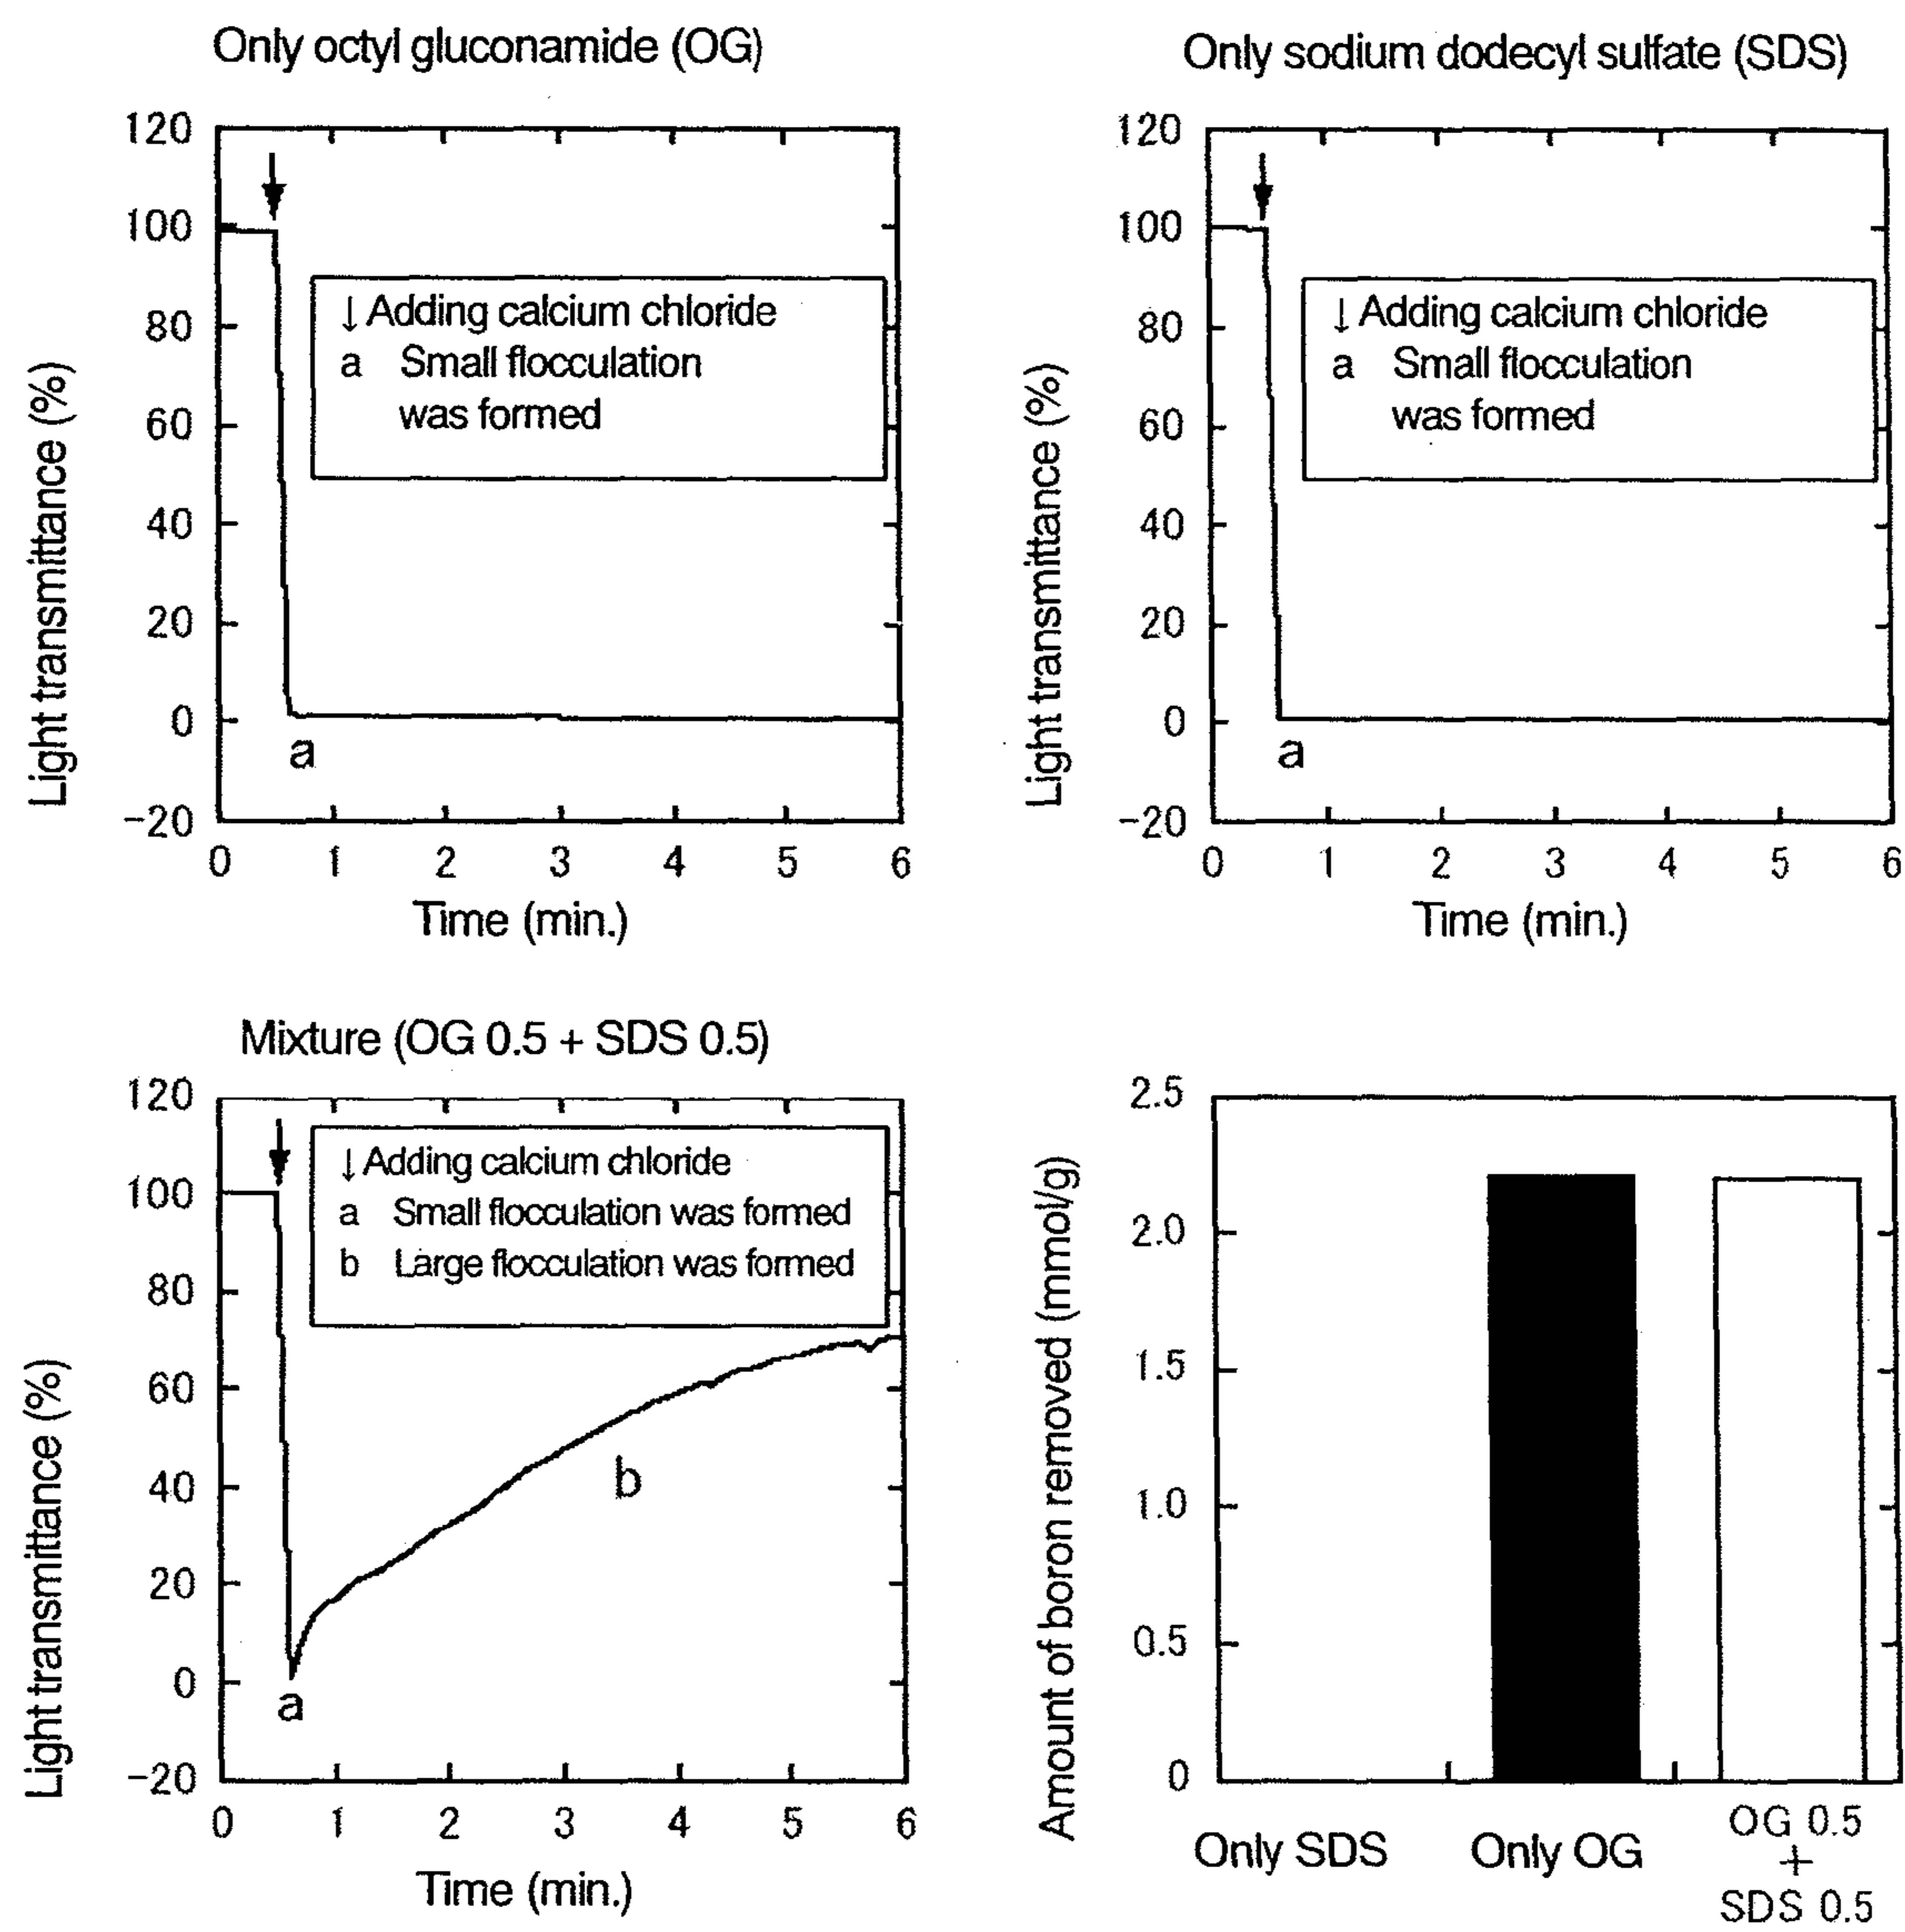 Only octyl gluconamide (OG)
120
100
80
60
40
20
0
-20
Light transmittance (%)
↓ Adding calcium chloride
a Small flocculation
was formed
a
0 1 2 3 4 5 6
Time (min.)
Only sodium dodecyl sulfate (SDS)
120
100
80
60
40
20
0
-20
Light transmittance (%)
↓ Adding calcium chloride
a Small flocculation
was formed
a
0 1 2 3 4 5 6
Time (min.)
Mixture (OG 0.5 + SDS 0.5)
120
100
80
60
40
20
0
-20
Light transmittance (%)
↓ Adding calcium chloride
a Small flocculation was formed
b Large flocculation was formed
b
a
0 1 2 3 4 5 6
Time (min.)
2.5
2.0
1.5
1.0
0.5
0
Amount of boron removed (mmol/g)
Only SDS
Only OG
OG 0.5
+
SDS 0.5